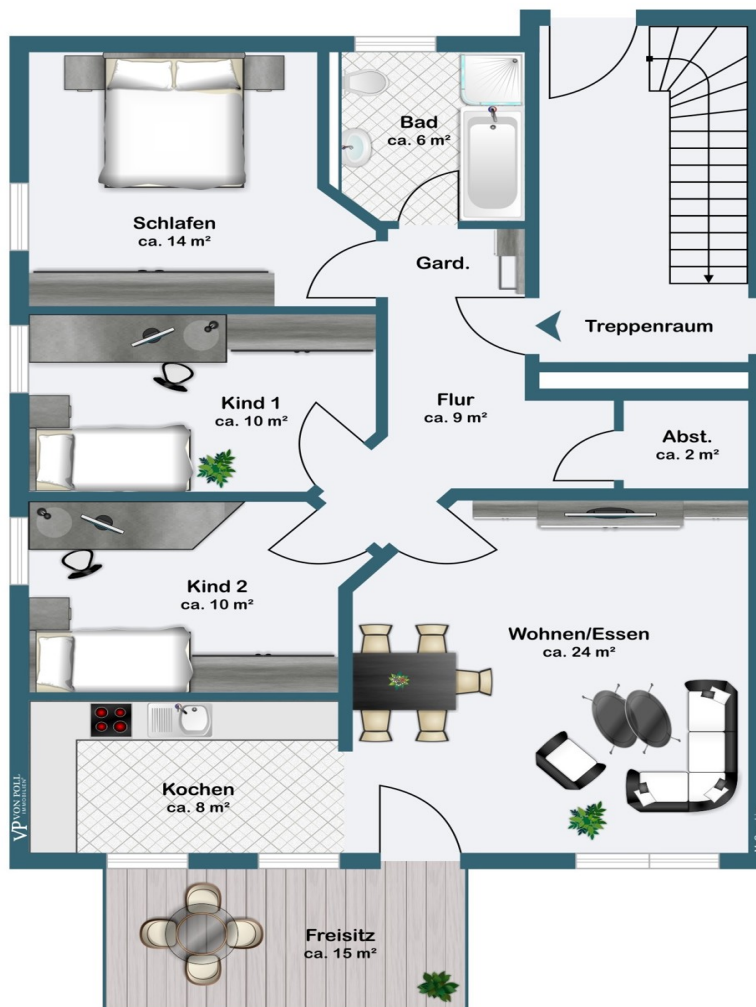 Bad
ca. 6 m²
Schlafen
ca. 14 m²
Gard.
Treppenraum
Kind 1
ca. 10 m²
Flur
ca. 9 m²
Abst.
ca. 2 m²
Kind 2
ca. 10 m²
Wohnen/Essen
ca. 24 m²
Kochen
ca. 8 m²
VP VON POLL
IMMOBILIEN
Freisitz
ca. 15 m²